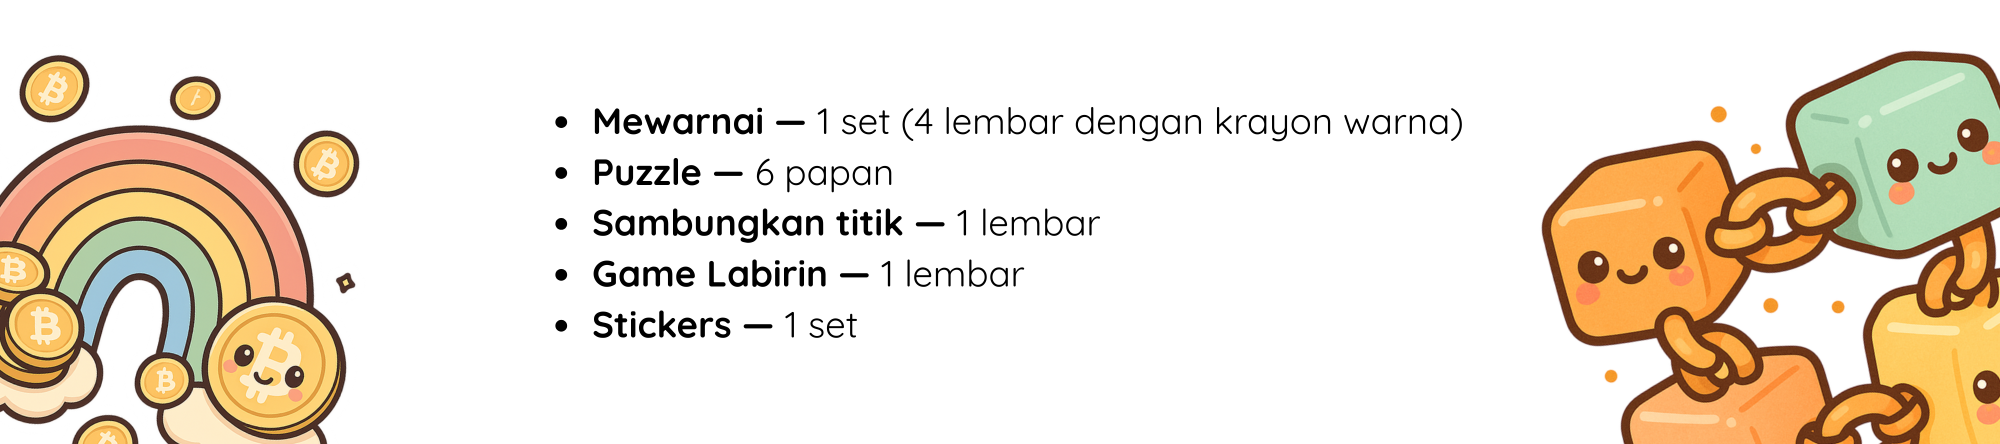 • Mewarnai — 1 set (4 lembar dengan krayon warna)
• Puzzle — 6 papan
• Sambungkan titik — 1 lembar
• Game Labirin — 1 lembar
• Stickers — 1 set